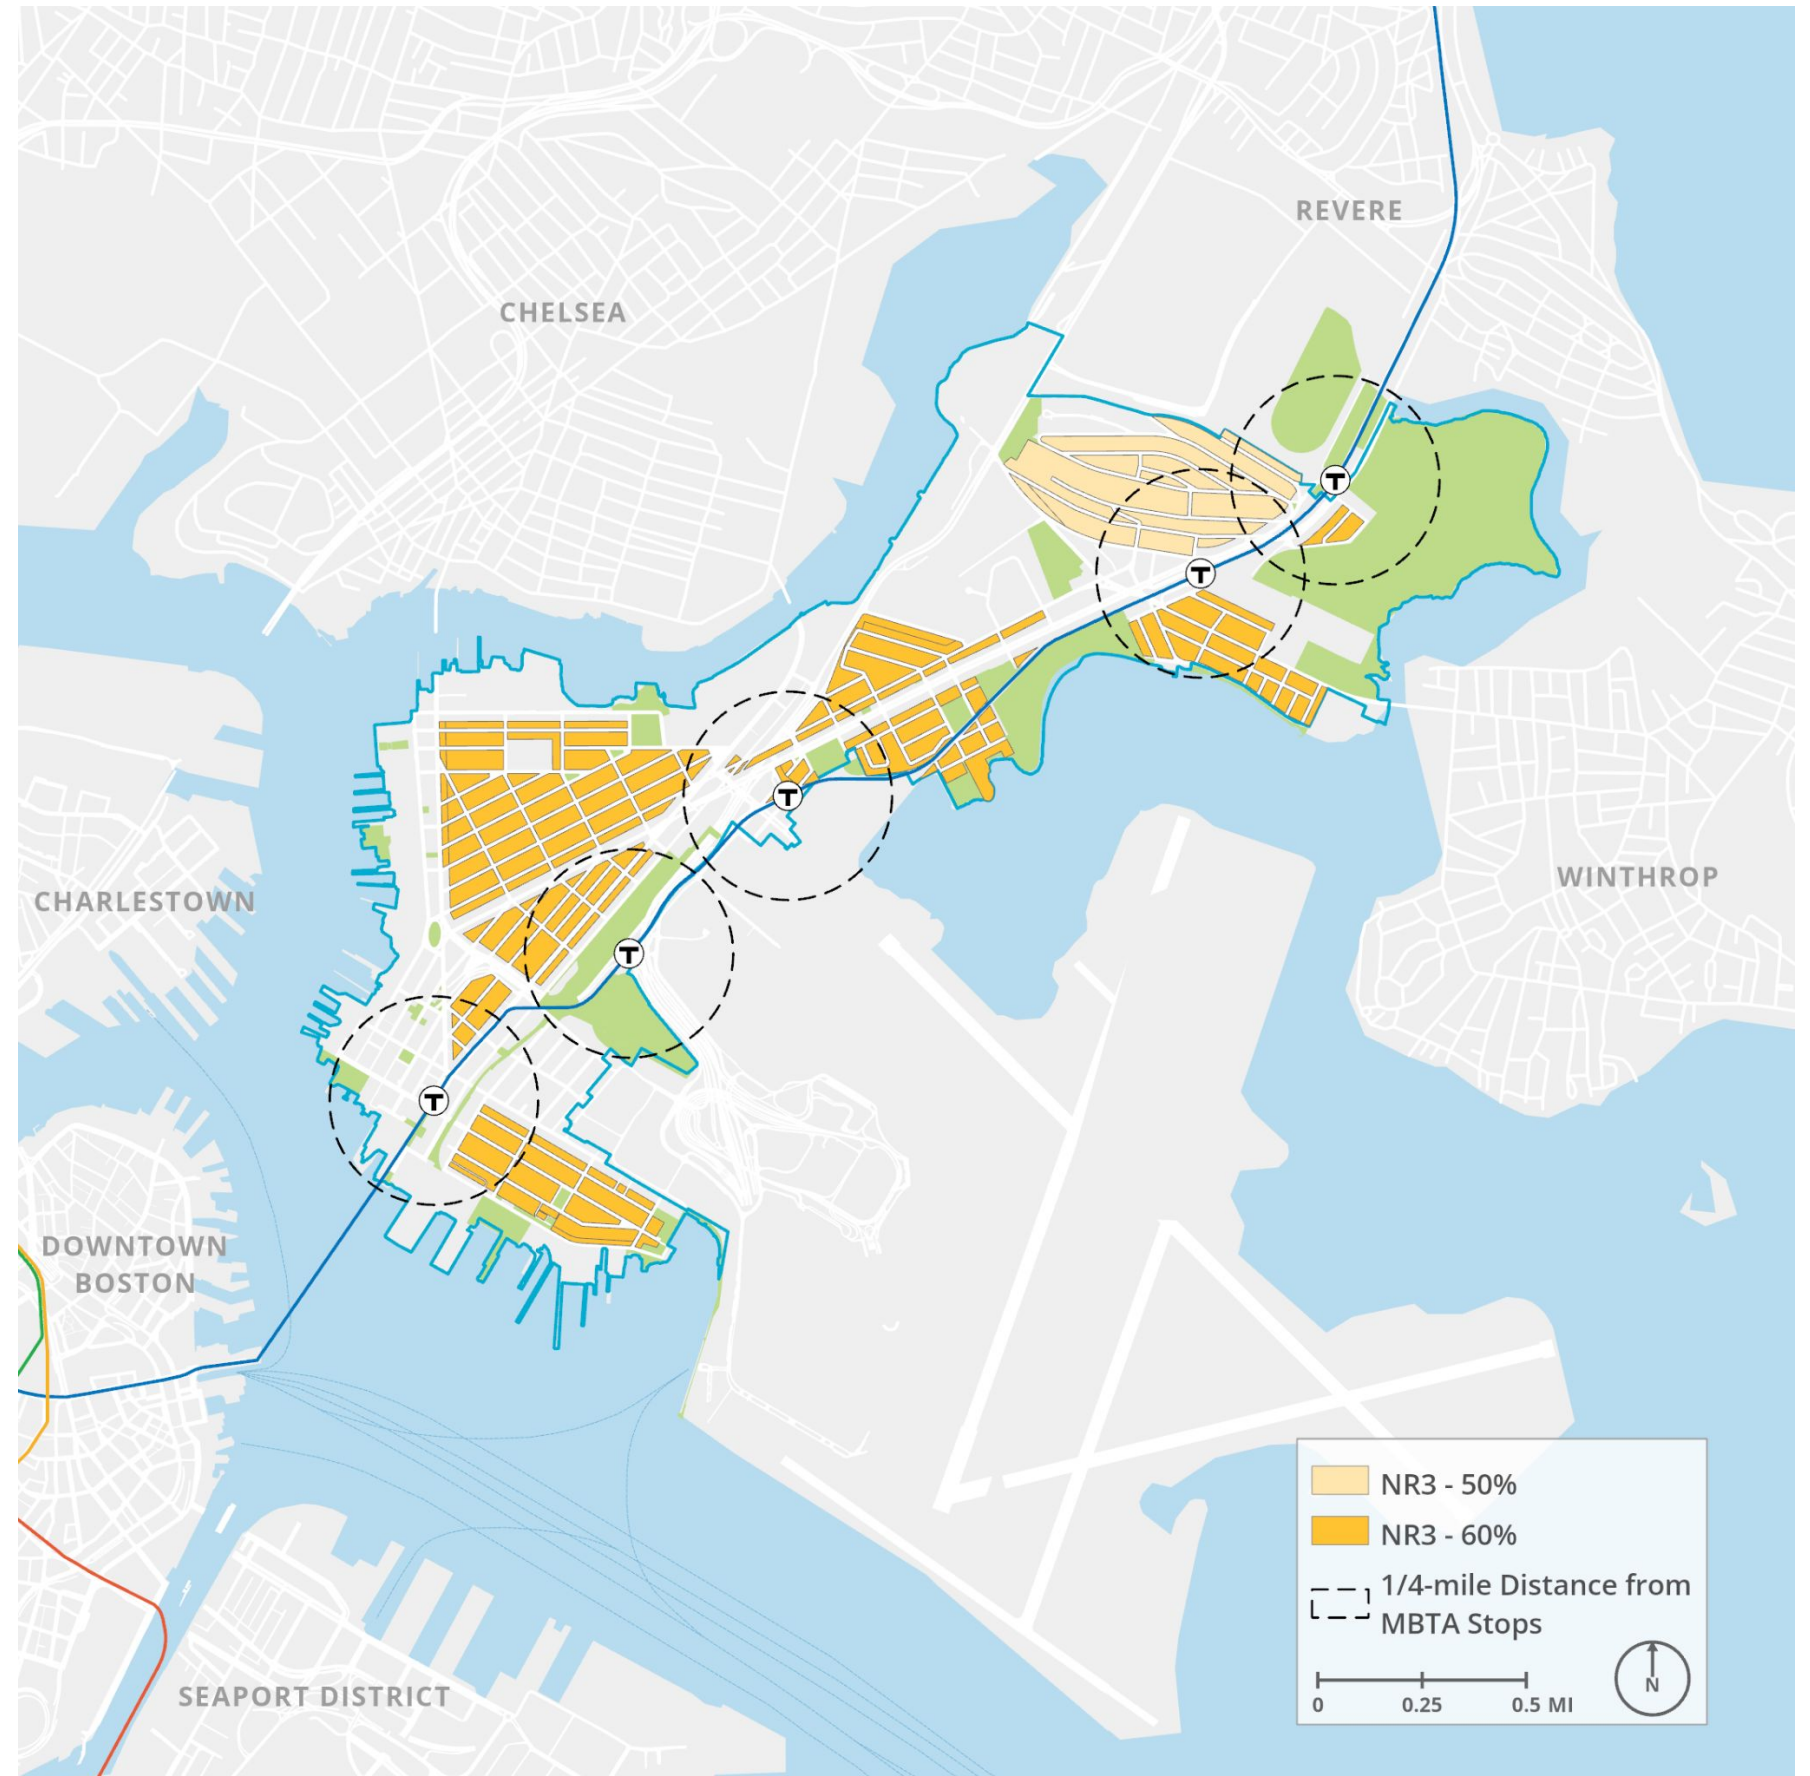 REVERE
CHELSEA
WINTHROP
CHARLESTOWN
DOWNTOWN
BOSTON
SEAPORT DISTRICT
T
T
T
T
T
T
NR3 - 50%
NR3 - 60%
1/4-mile Distance from
MBTA Stops
N
0 0.25 0.5 MI